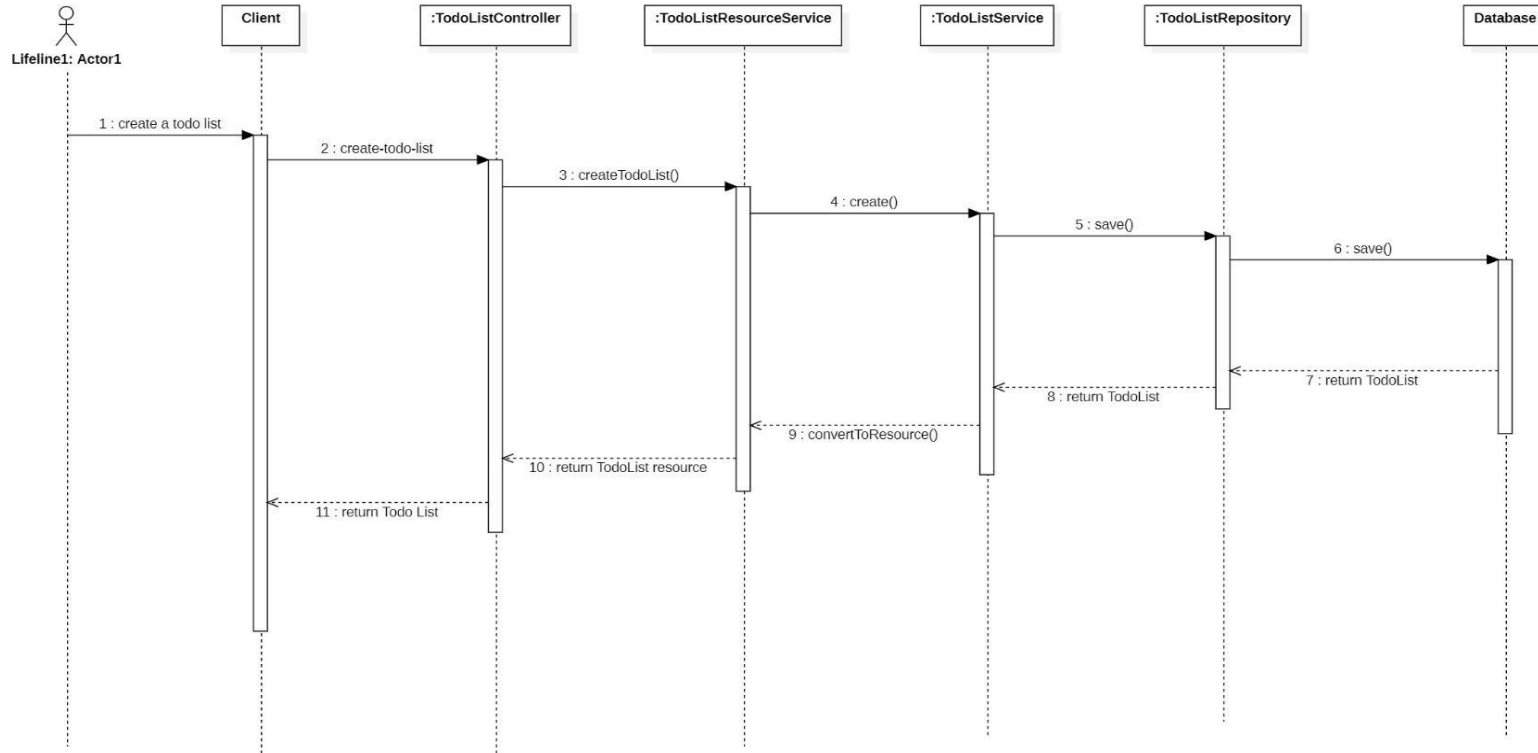 Client
:TodoListController
:TodoListResourceService
:TodoListService
:TodoListRepository
Database
Lifeline1: Actor1
1 : create a todo list
2 : create-todo-list
3 : createTodoList()
4 : create()
5 : save()
6 : save()
7 : return TodoList
8 : return TodoList
9 : convertToResource()
10 : return TodoList resource
11 : return Todo List